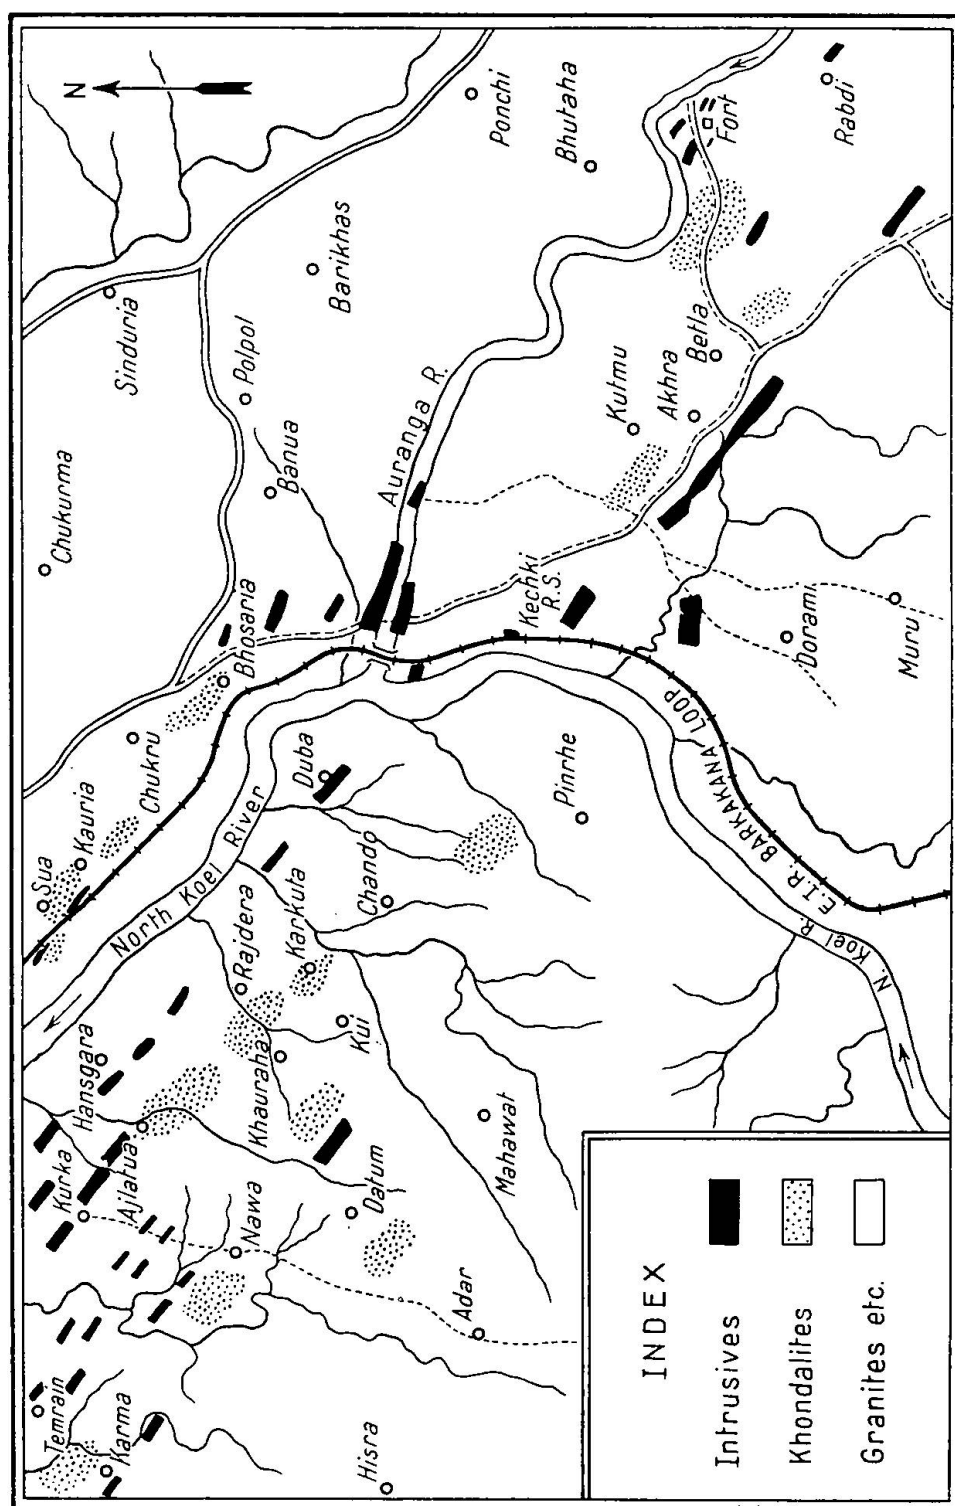 N
Temrain
Karma
Hisra
Kurka
Hansgara
Ajlatua
Nawa
Datum
Adar
Khauraha
Rajdera
Karkuta
Kui
Chando
Mahawat
Sua
Kauria
Chukru
North Koel River
Duba
Pinrhe
Bhosaria
Chukurma
Sinduria
Polpol
Banua
Barikhas
Auranga R.
Ponchi
Bhutaha
Kechki
R.S.
Kutmu
Akhra
Betla
Fort
Rabdi
Dorami
Muru
E.I.R. BARKAKANA LOOP
N. Koel R.
INDEX
Intrusives
Khondalites
Granites etc.